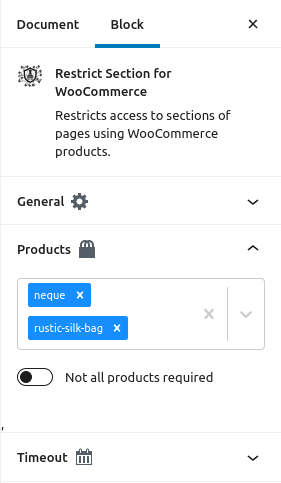 Document Block
Restrict Section for
WooCommerce
Restricts access to sections of
pages using WooCommerce
products.
General
Products
neque
rustic-silk-bag
Not all products required
,
Timeout